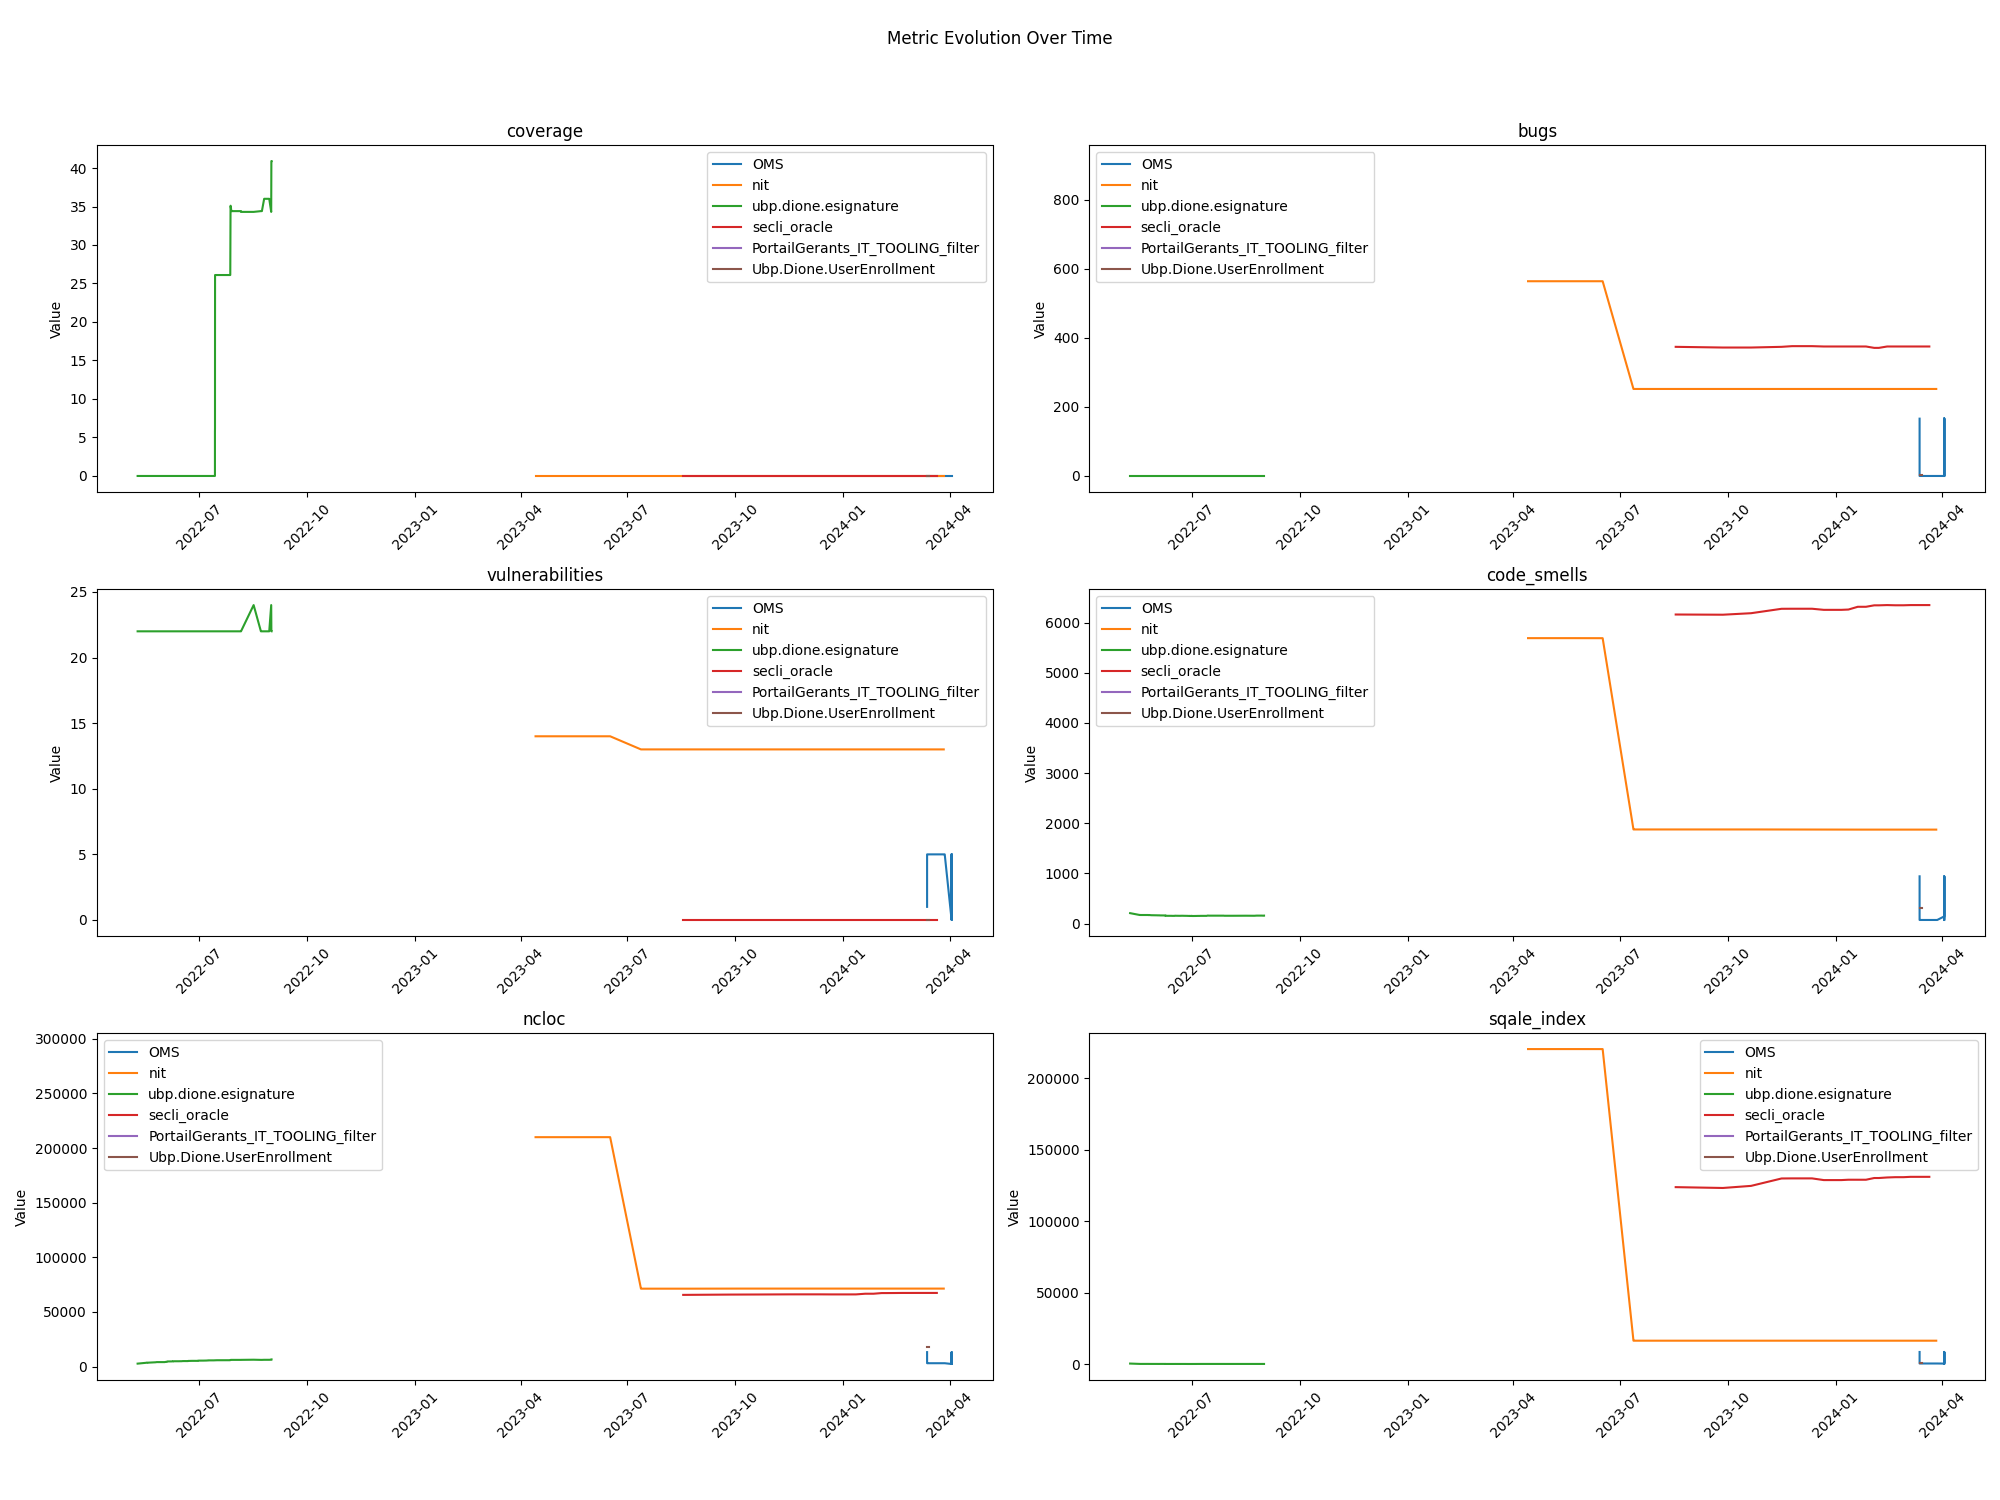 Metric Evolution Over Time
coverage
Value
40
35
30
25
20
15
10
5
0
OMS
nit
ubp.dione.esignature
secli_oracle
PortailGerants_IT_TOOLING_filter
Ubp.Dione.UserEnrollment
2022-07
2022-10
2023-01
2023-04
2023-07
2023-10
2024-01
2024-04
bugs
Value
800
600
400
200
0
OMS
nit
ubp.dione.esignature
secli_oracle
PortailGerants_IT_TOOLING_filter
Ubp.Dione.UserEnrollment
2022-07
2022-10
2023-01
2023-04
2023-07
2023-10
2024-01
2024-04
vulnerabilities
Value
25
20
15
10
5
0
OMS
nit
ubp.dione.esignature
secli_oracle
PortailGerants_IT_TOOLING_filter
Ubp.Dione.UserEnrollment
2022-07
2022-10
2023-01
2023-04
2023-07
2023-10
2024-01
2024-04
code_smells
Value
6000
5000
4000
3000
2000
1000
0
OMS
nit
ubp.dione.esignature
secli_oracle
PortailGerants_IT_TOOLING_filter
Ubp.Dione.UserEnrollment
2022-07
2022-10
2023-01
2023-04
2023-07
2023-10
2024-01
2024-04
ncloc
Value
300000
250000
200000
150000
100000
50000
0
OMS
nit
ubp.dione.esignature
secli_oracle
PortailGerants_IT_TOOLING_filter
Ubp.Dione.UserEnrollment
2022-07
2022-10
2023-01
2023-04
2023-07
2023-10
2024-01
2024-04
sqale_index
Value
200000
150000
100000
50000
0
OMS
nit
ubp.dione.esignature
secli_oracle
PortailGerants_IT_TOOLING_filter
Ubp.Dione.UserEnrollment
2022-07
2022-10
2023-01
2023-04
2023-07
2023-10
2024-01
2024-04